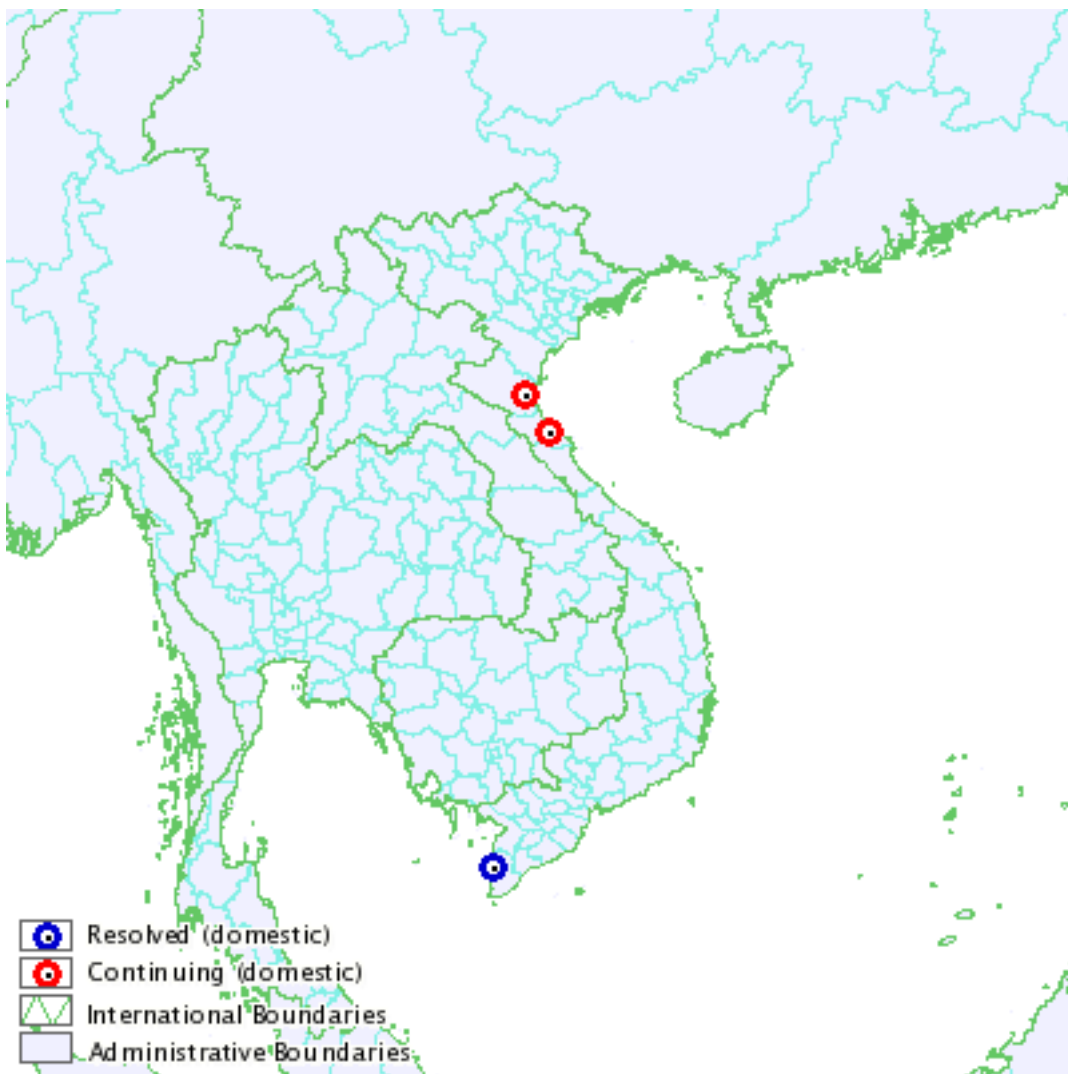 Resolved (domestic)
Continuing (domestic)
International Boundaries
Administrative Boundaries